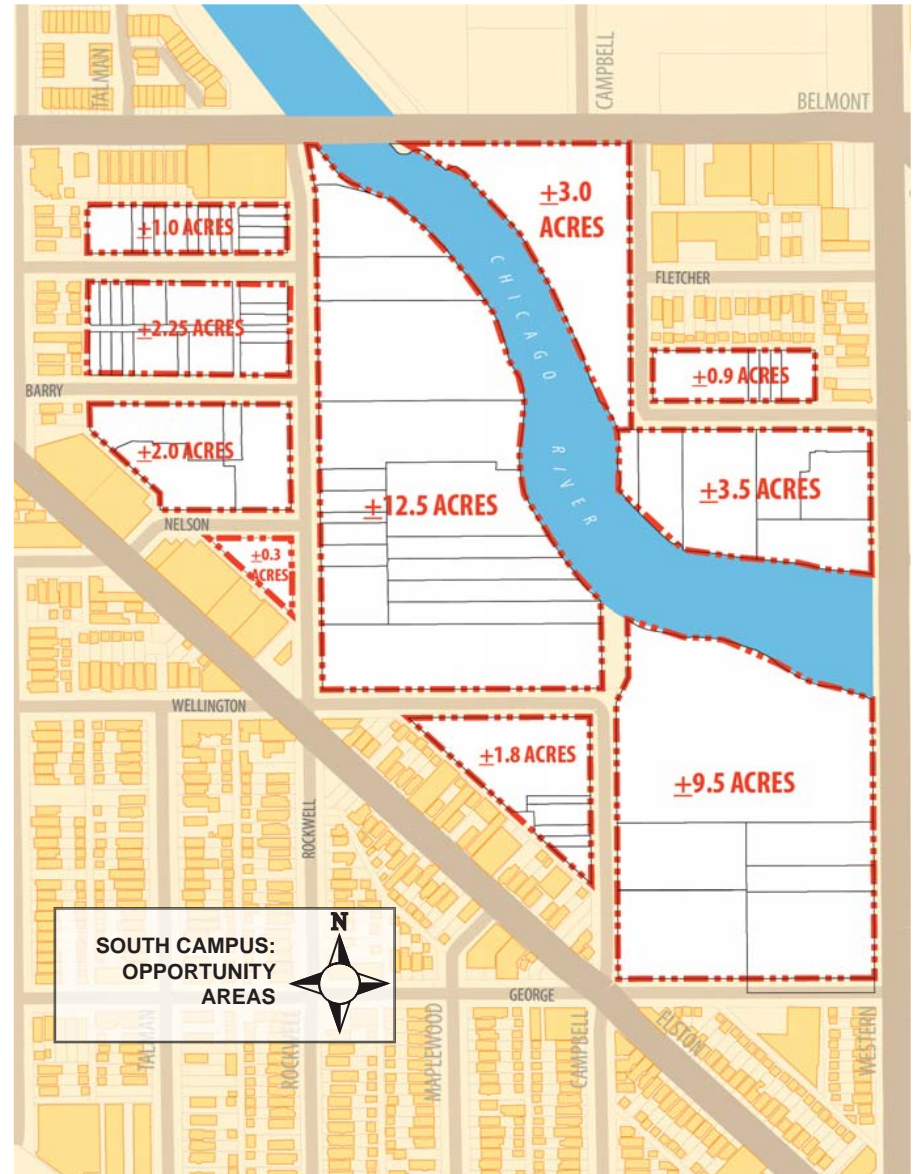 TALMAN
CAMPBELL
BELMONT
±3.0
ACRES
±1.0 ACRES
CHICAGO
RIVER
FLETCHER
±2.25 ACRES
±0.9 ACRES
BARRY
±2.0 ACRES
±3.5 ACRES
±12.5 ACRES
NELSON
±0.3
ACRES
WELLINGTON
±1.8 ACRES
±9.5 ACRES
ROCKWELL
SOUTH CAMPUS:
OPPORTUNITY
AREAS
N
GEORGE
ELSTON
TALMAN
ROCKWELL
MAPLEWOOD
CAMPBELL
WESTERN